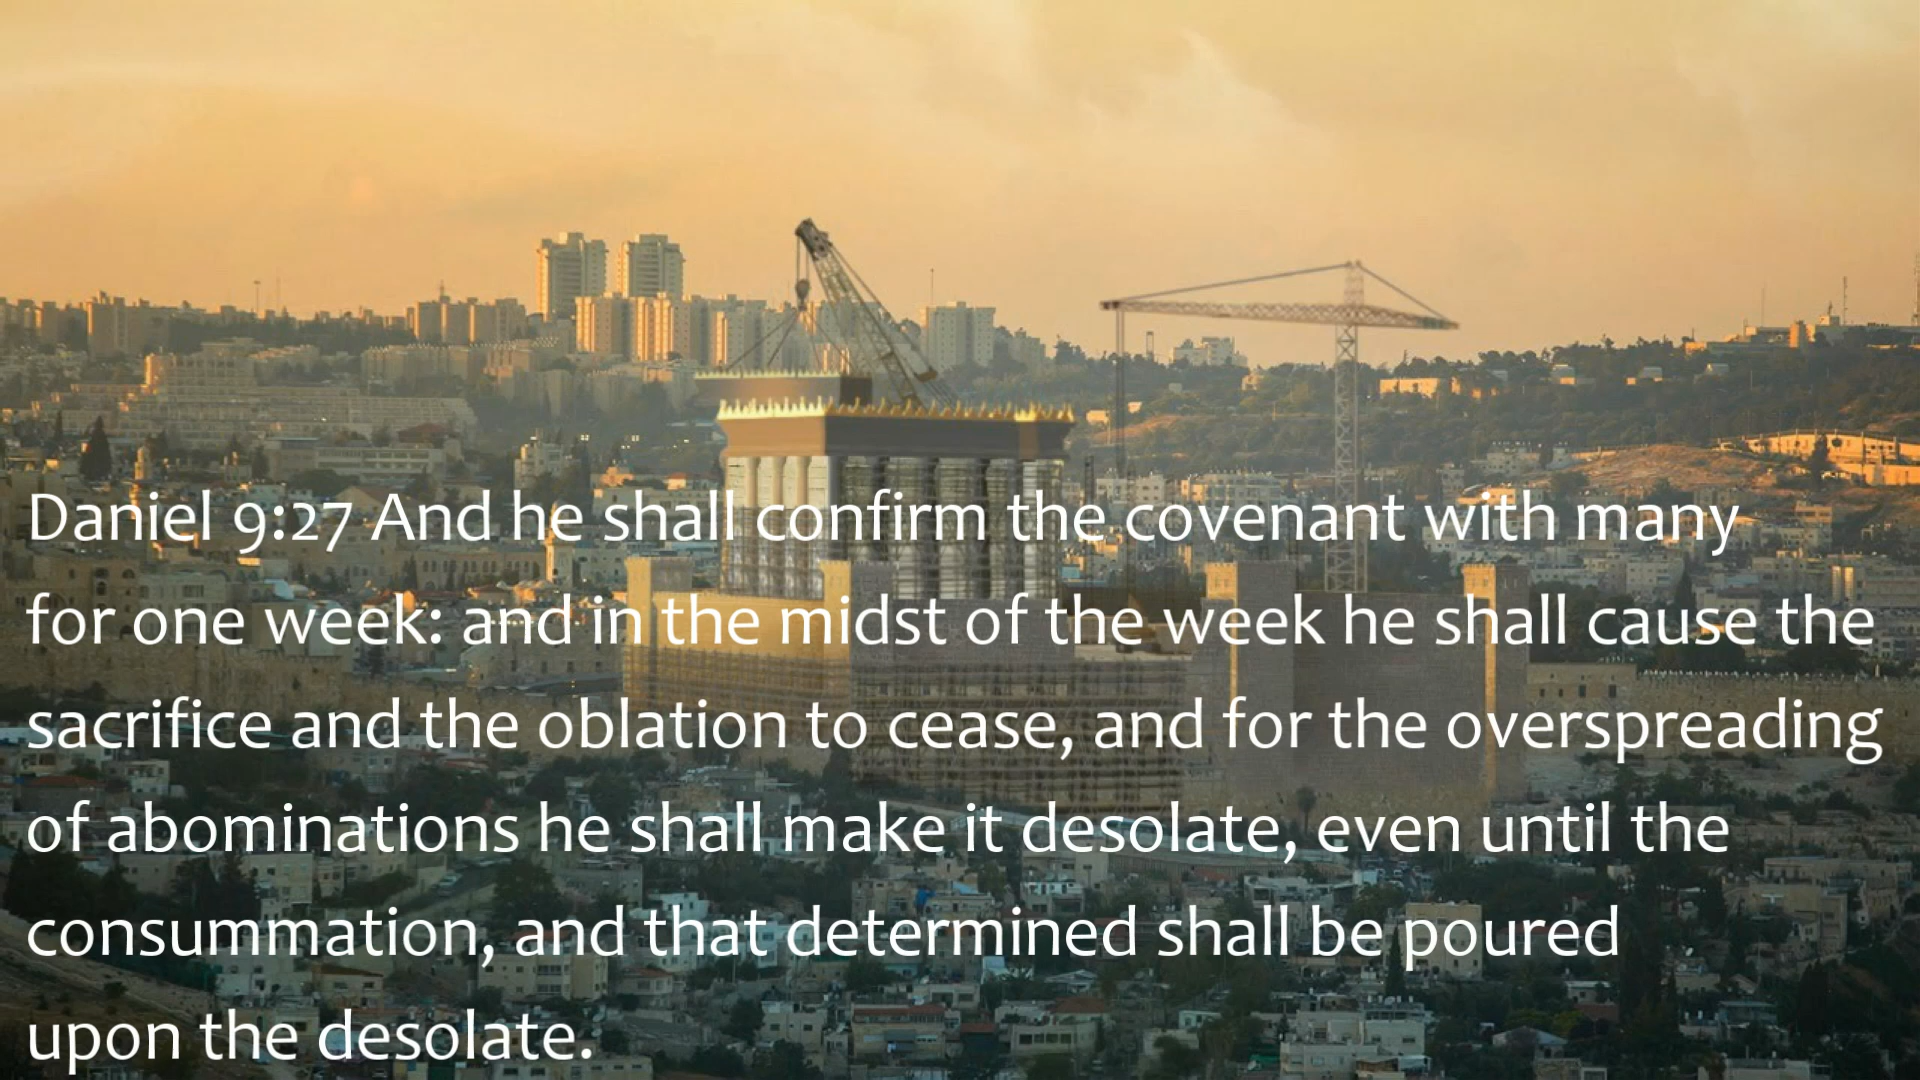 Daniel 9:27 And he shall confirm the covenant with many
for one week: and in the midst of the week he shall cause the
sacrifice and the oblation to cease, and for the overspreading
of abominations he shall make it desolate, even until the
consummation, and that determined shall be poured
upon the desolate.